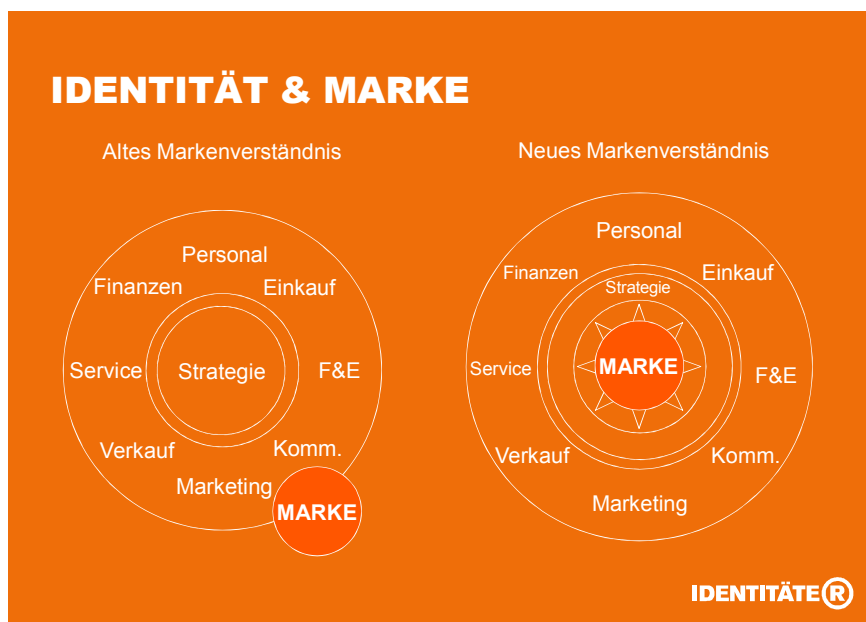 IDENTITÄT & MARKE
Altes Markenverständnis
Personal
Finanzen
Einkauf
Service
Strategie
F&E
Verkauf
Komm.
Marketing
MARKE
Neues Markenverständnis
Personal
Finanzen
Einkauf
Strategie
Service
MARKE
F&E
Verkauf
Komm.
Marketing
IDENTITÄTE®